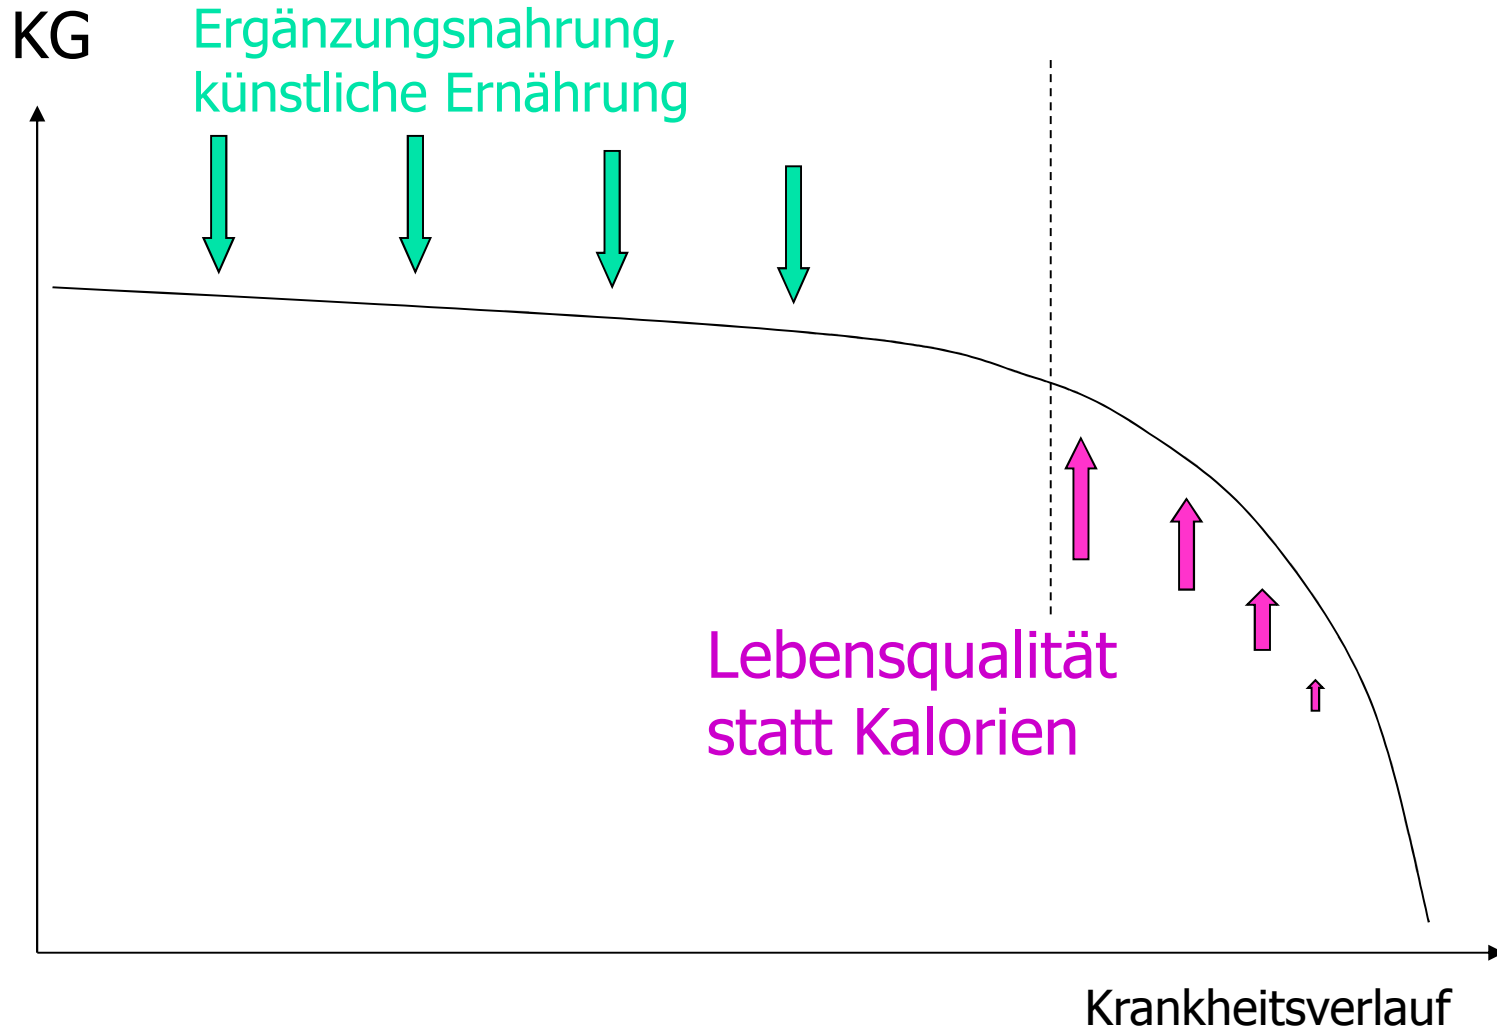 KG
Ergänzungsnahrung,
künstliche Ernährung
Lebensqualität
statt Kalorien
Krankheitsverlauf